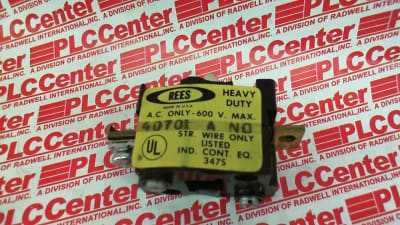 PLCCenter
A DIVISION OF RADWELL INTERNATIONAL, INC.
REES
MADE IN U.S.A.
HEAVY
DUTY
A.C. ONLY-600 V. MAX.
40701 NO
STR. WIRE ONLY
UL
LISTED
IND. CONT. EQ.
347S